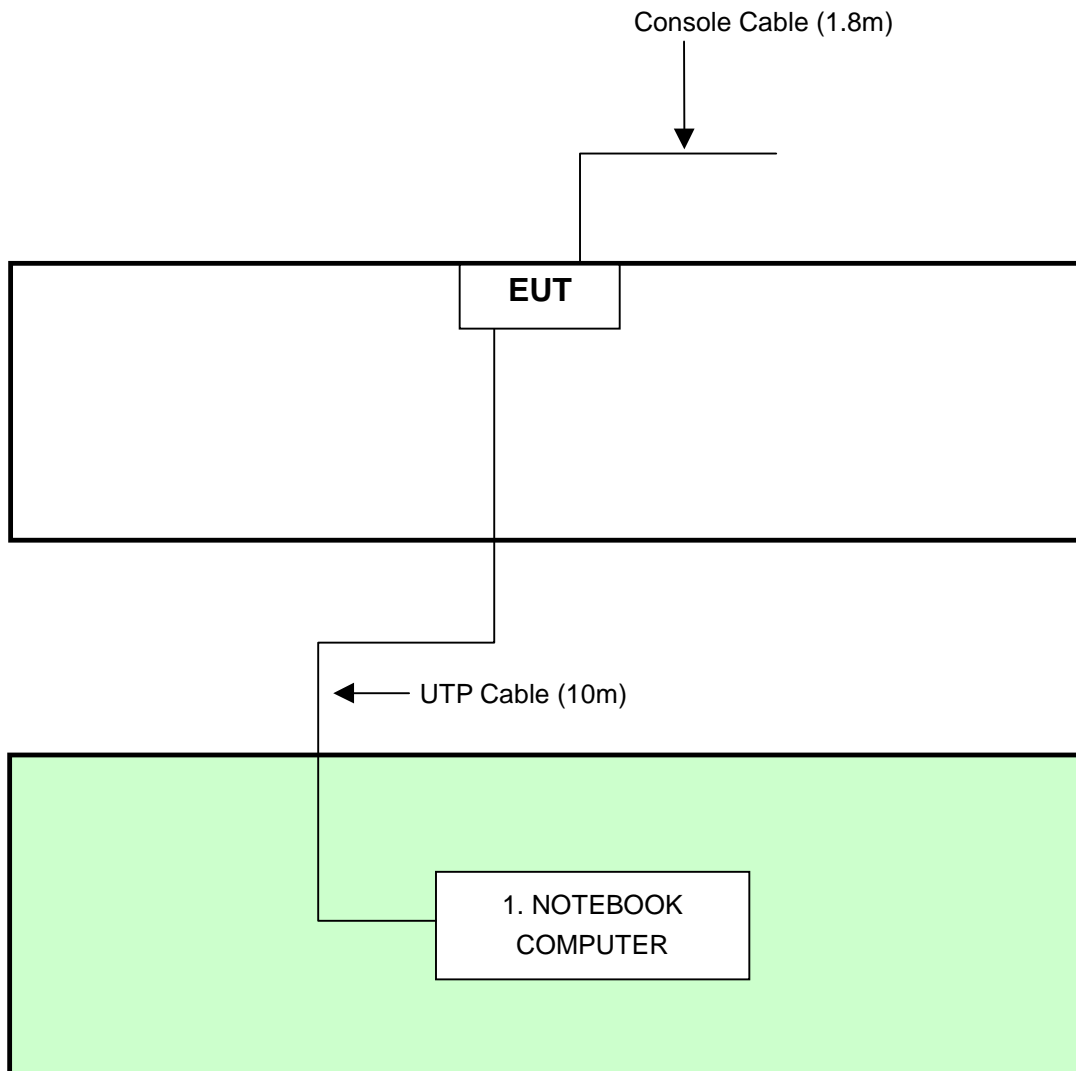 Console Cable (1.8m)
EUT
UTP Cable (10m)
1. NOTEBOOK
COMPUTER